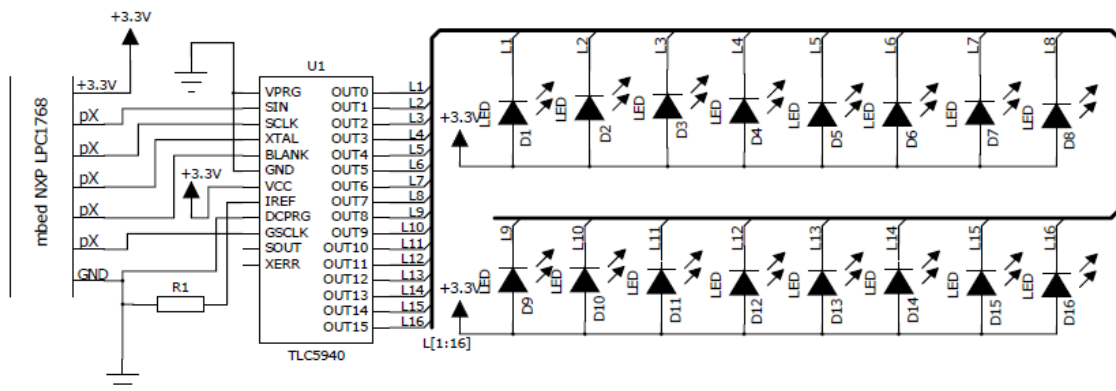 +3.3V
mbed NXP LPC1768
+3.3V
pX
pX
pX
pX
pX
GND
+3.3V
R1
U1
VPRG
SIN
SCLK
XTAL
BLANK
GND
VCC
IREF
DCPRG
GSCLK
SOUT
XERR
OUT0
OUT1
OUT2
OUT3
OUT4
OUT5
OUT6
OUT7
OUT8
OUT9
OUT10
OUT11
OUT12
OUT13
OUT14
OUT15
TLC5940
L1
L2
L3
L4
L5
L6
L7
L8
L9
L10
L11
L12
L13
L14
L15
L16
L[1:16]
L1
L2
L3
L4
L5
L6
L7
L8
+3.3V
LED
LED
LED
LED
LED
LED
LED
LED
D1
D2
D3
D4
D5
D6
D7
D8
L9
L10
L11
L12
L13
L14
L15
L16
+3.3V
LED
LED
LED
LED
LED
LED
LED
LED
D9
D10
D11
D12
D13
D14
D15
D16